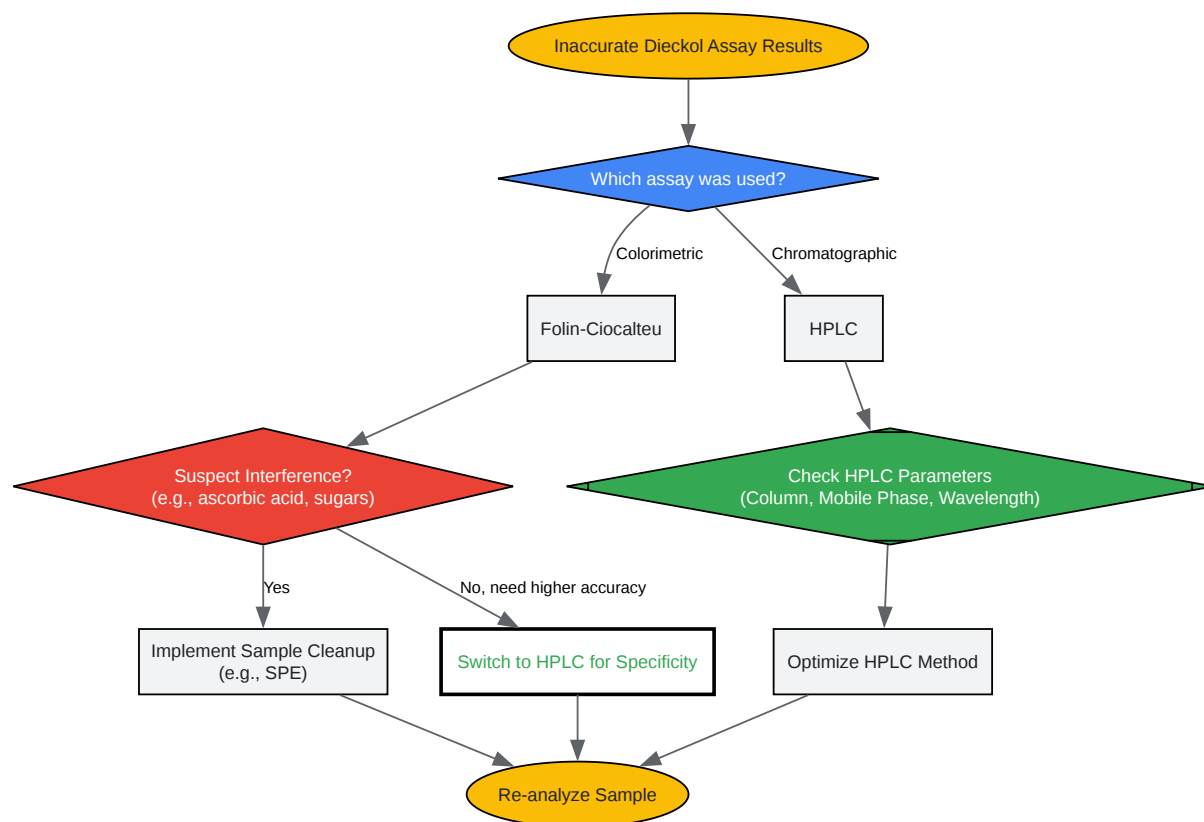 Inaccurate Dieckol Assay Results
Which assay was used?
Colorimetric
Chromatographic
Folin-Ciocalteu
HPLC
Suspect Interference?
(e.g., ascorbic acid, sugars)
Check HPLC Parameters
(Column, Mobile Phase, Wavelength)
Yes
No, need higher accuracy
Implement Sample Cleanup
(e.g., SPE)
Switch to HPLC for Specificity
Optimize HPLC Method
Re-analyze Sample